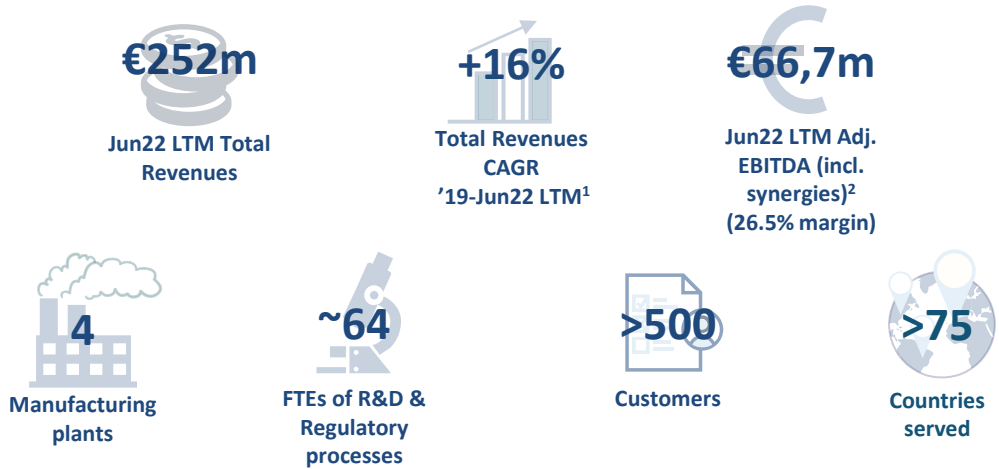 €252m
Jun22 LTM Total
Revenues
+16%
Total Revenues
CAGR
’19-Jun22 LTM¹
€66,7m
Jun22 LTM Adj.
EBITDA (incl.
synergies)²
(26.5% margin)
4
Manufacturing
plants
~64
FTEs of R&D &
Regulatory
processes
>500
Customers
>75
Countries
served